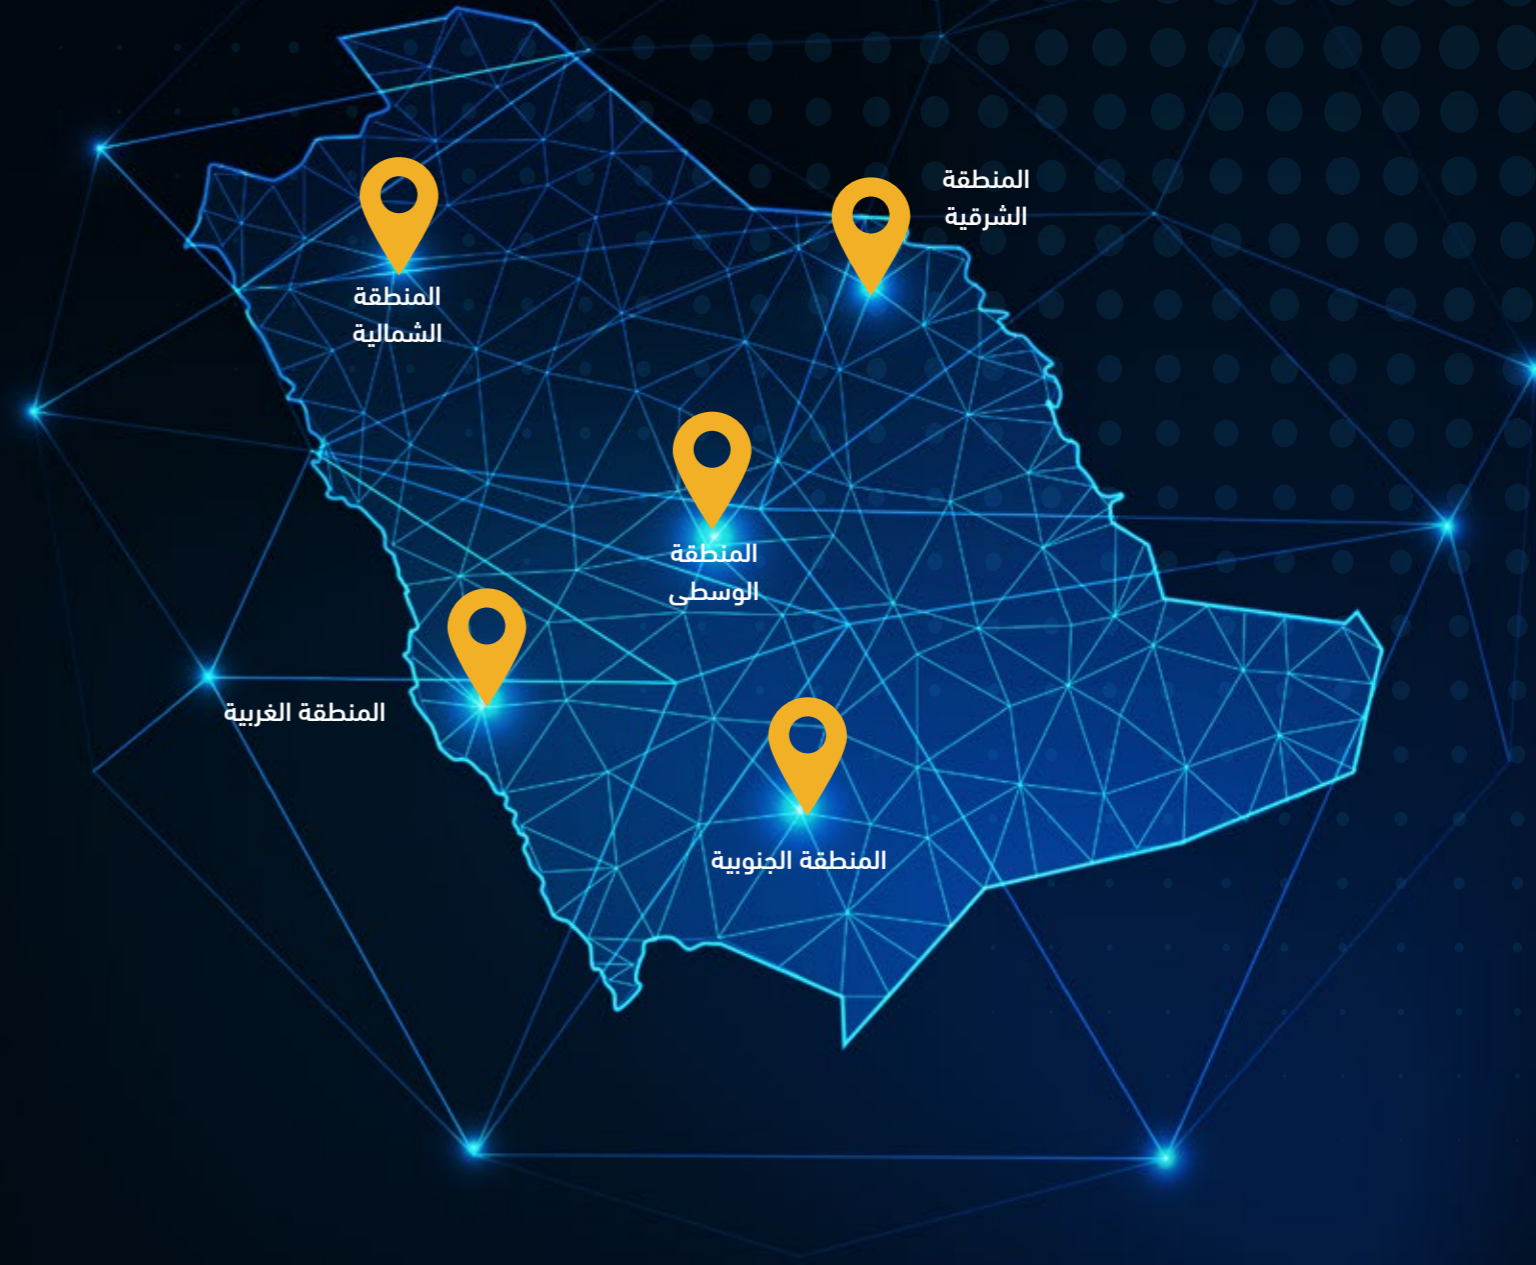 المنطقة
الشرقية
المنطقة
الشمالية
المنطقة
الوسطى
المنطقة الغربية
المنطقة الجنوبية